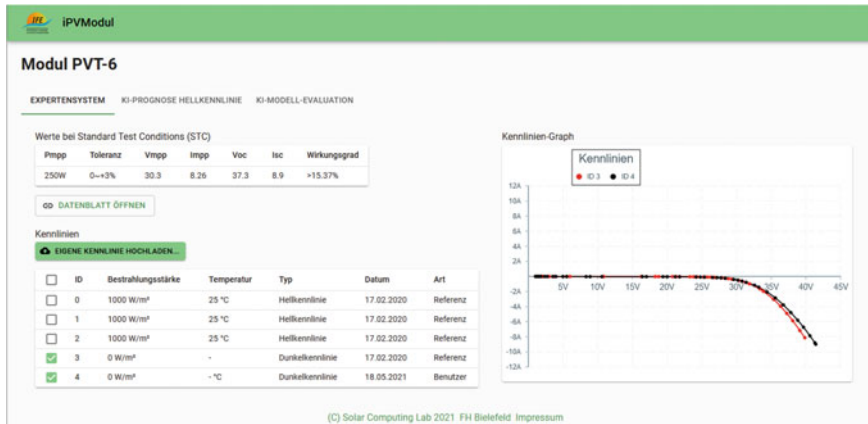 JFE
iPVModul
Modul PVT-6
EXPERTENSYSTEM KI-PROGNOSE HELLKENNLINIE KI-MODELL-EVALUATION
Werte bei Standard Test Conditions (STC)
Pmpp Toleranz Vmpp Impp Voc Isc Wirkungsgrad
250W 0~+3% 30.3 8.26 37.3 8.9 >15.37%
DATENBLATT ÖFFNEN
Kennlinien
EIGENE KENNLINIE HOCHLADEN...
ID Bestrahlungsstärke Temperatur Typ Datum Art
0 1000 W/m² 25 °C Hellkennlinie 17.02.2020 Referenz
1 1000 W/m² 25 °C Hellkennlinie 17.02.2020 Referenz
2 1000 W/m² 25 °C Hellkennlinie 17.02.2020 Referenz
3 0 W/m² - Dunkelkennlinie 17.02.2020 Referenz
4 0 W/m² - °C Dunkelkennlinie 18.05.2021 Benutzer
Kennlinien-Graph
Kennlinien
ID 3 ID 4
12A
10A
8A
6A
4A
2A
5V 10V 15V 20V 25V 30V 35V 40V 45V
-2A
-4A
-6A
-8A
-10A
-12A
(C) Solar Computing Lab 2021 FH Bielefeld Impressum